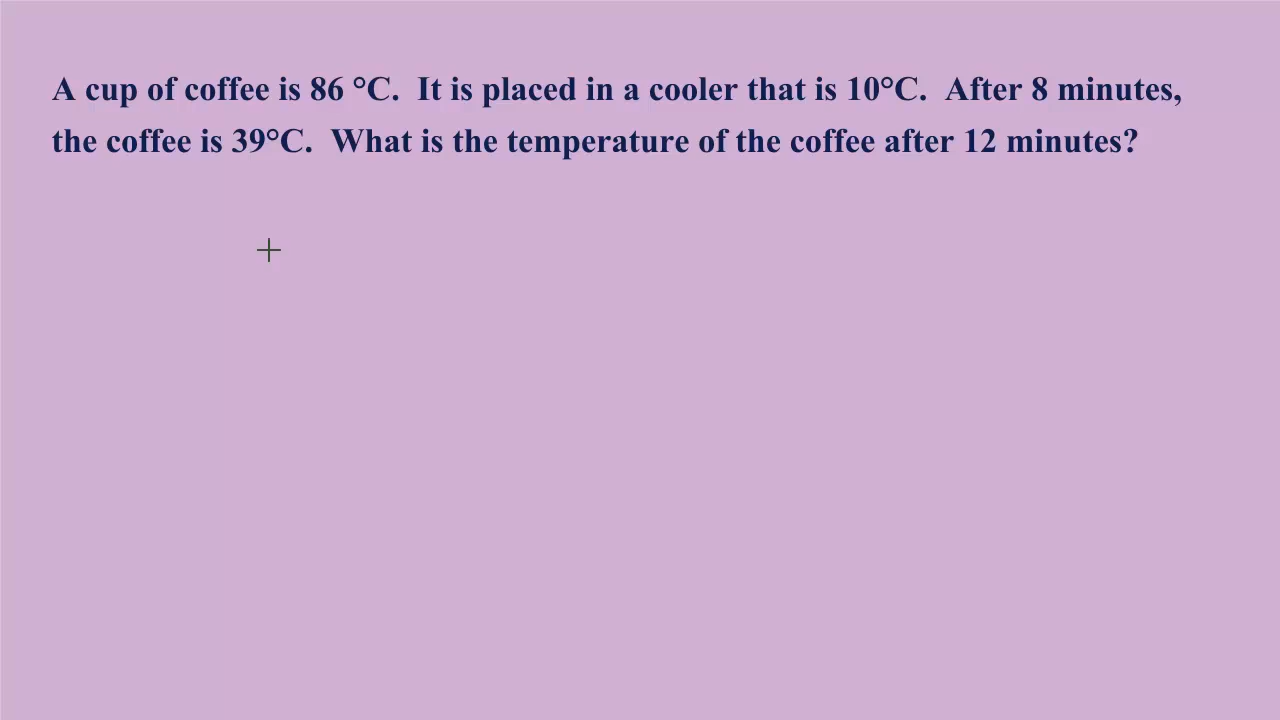 A cup of coffee is 86 °C. It is placed in a cooler that is 10°C. After 8 minutes,
the coffee is 39°C. What is the temperature of the coffee after 12 minutes?